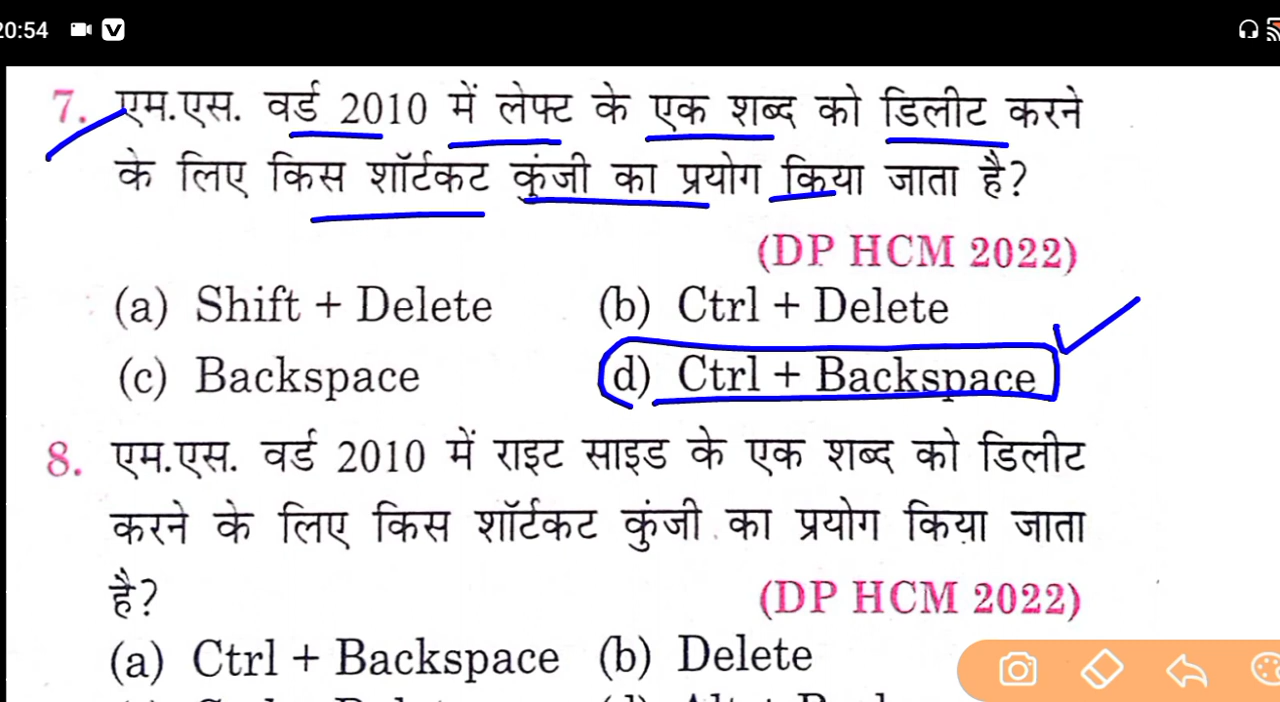 20:54
7. एम.एस. वर्ड 2010 में लेफ्ट के एक शब्द को डिलीट करने
के लिए किस शॉर्टकट कुंजी का प्रयोग किया जाता है?
(DP HCM 2022)
(a) Shift + Delete (b) Ctrl + Delete
(c) Backspace (d) Ctrl + Backspace
8. एम.एस. वर्ड 2010 में राइट साइड के एक शब्द को डिलीट
करने के लिए किस शॉर्टकट कुंजी का प्रयोग किया जाता
है? (DP HCM 2022)
(a) Ctrl + Backspace (b) Delete